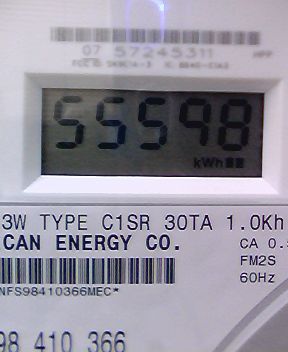 07 57245311
55598
kWh
3W TYPE C1SR 30TA 1.0Kh
CAN ENERGY CO.
CA 0.
FM2S
60Hz
NFS98410366MEC*
98 410 366